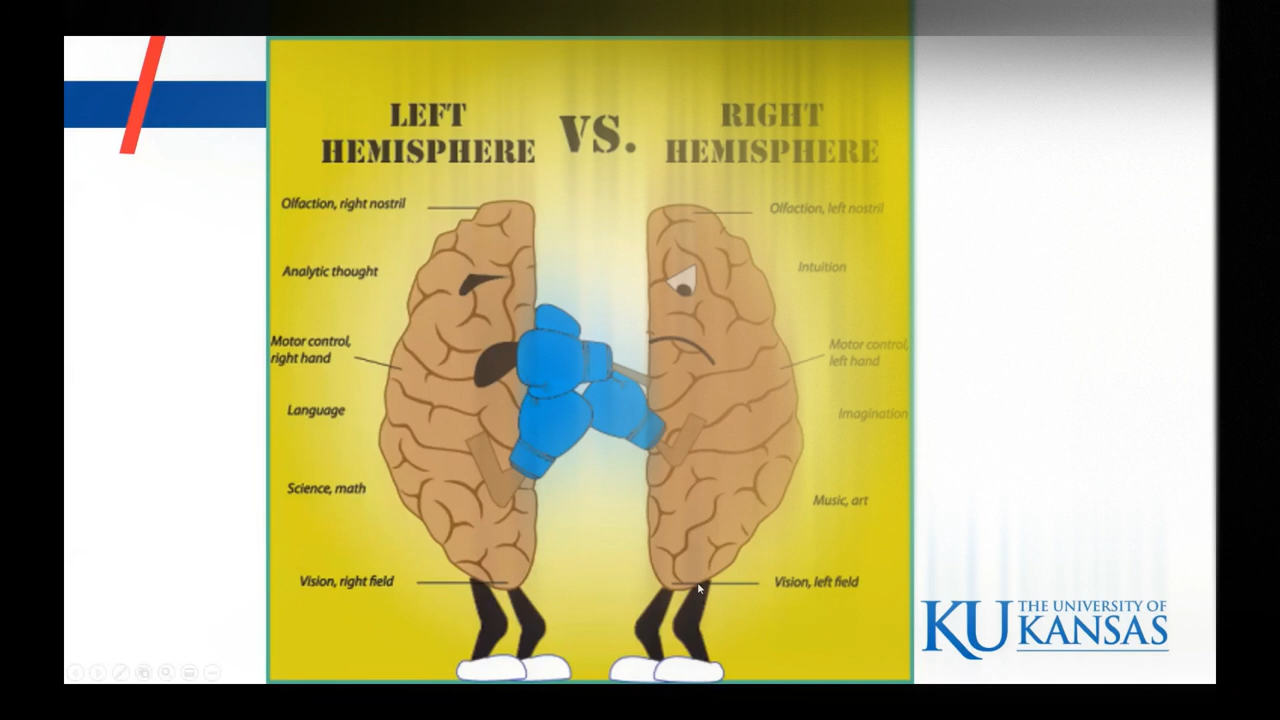 LEFT
HEMISPHERE
VS.
RIGHT
HEMISPHERE
Olfaction, right nostril
Analytic thought
Motor control,
right hand
Language
Science, math
Vision, right field
Olfaction, left nostril
Intuition
Motor control,
left hand
Imagination
Music, art
Vision, left field
KU
THE UNIVERSITY OF
KANSAS